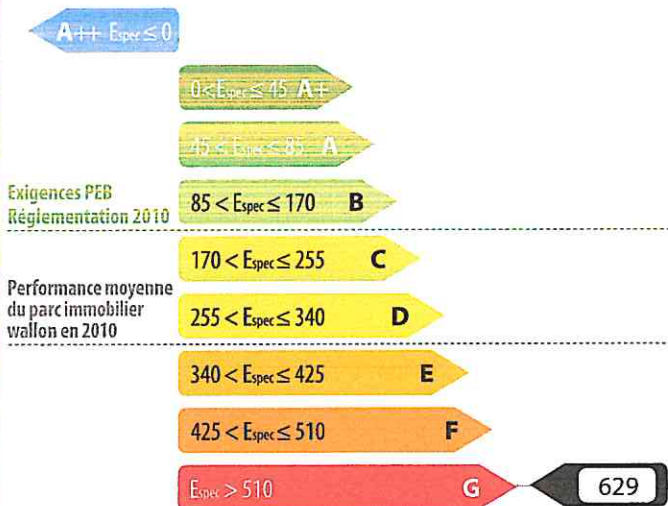 A++ Espec ≤ 0
0 < Espec ≤ 45 A+
45 < Espec ≤ 85 A
Exigences PEB
Réglementation 2010
85 < Espec ≤ 170 B
170 < Espec ≤ 255 C
Performance moyenne
du parc immobilier
wallon en 2010
255 < Espec ≤ 340 D
340 < Espec ≤ 425 E
425 < Espec ≤ 510 F
Espec > 510 G
629